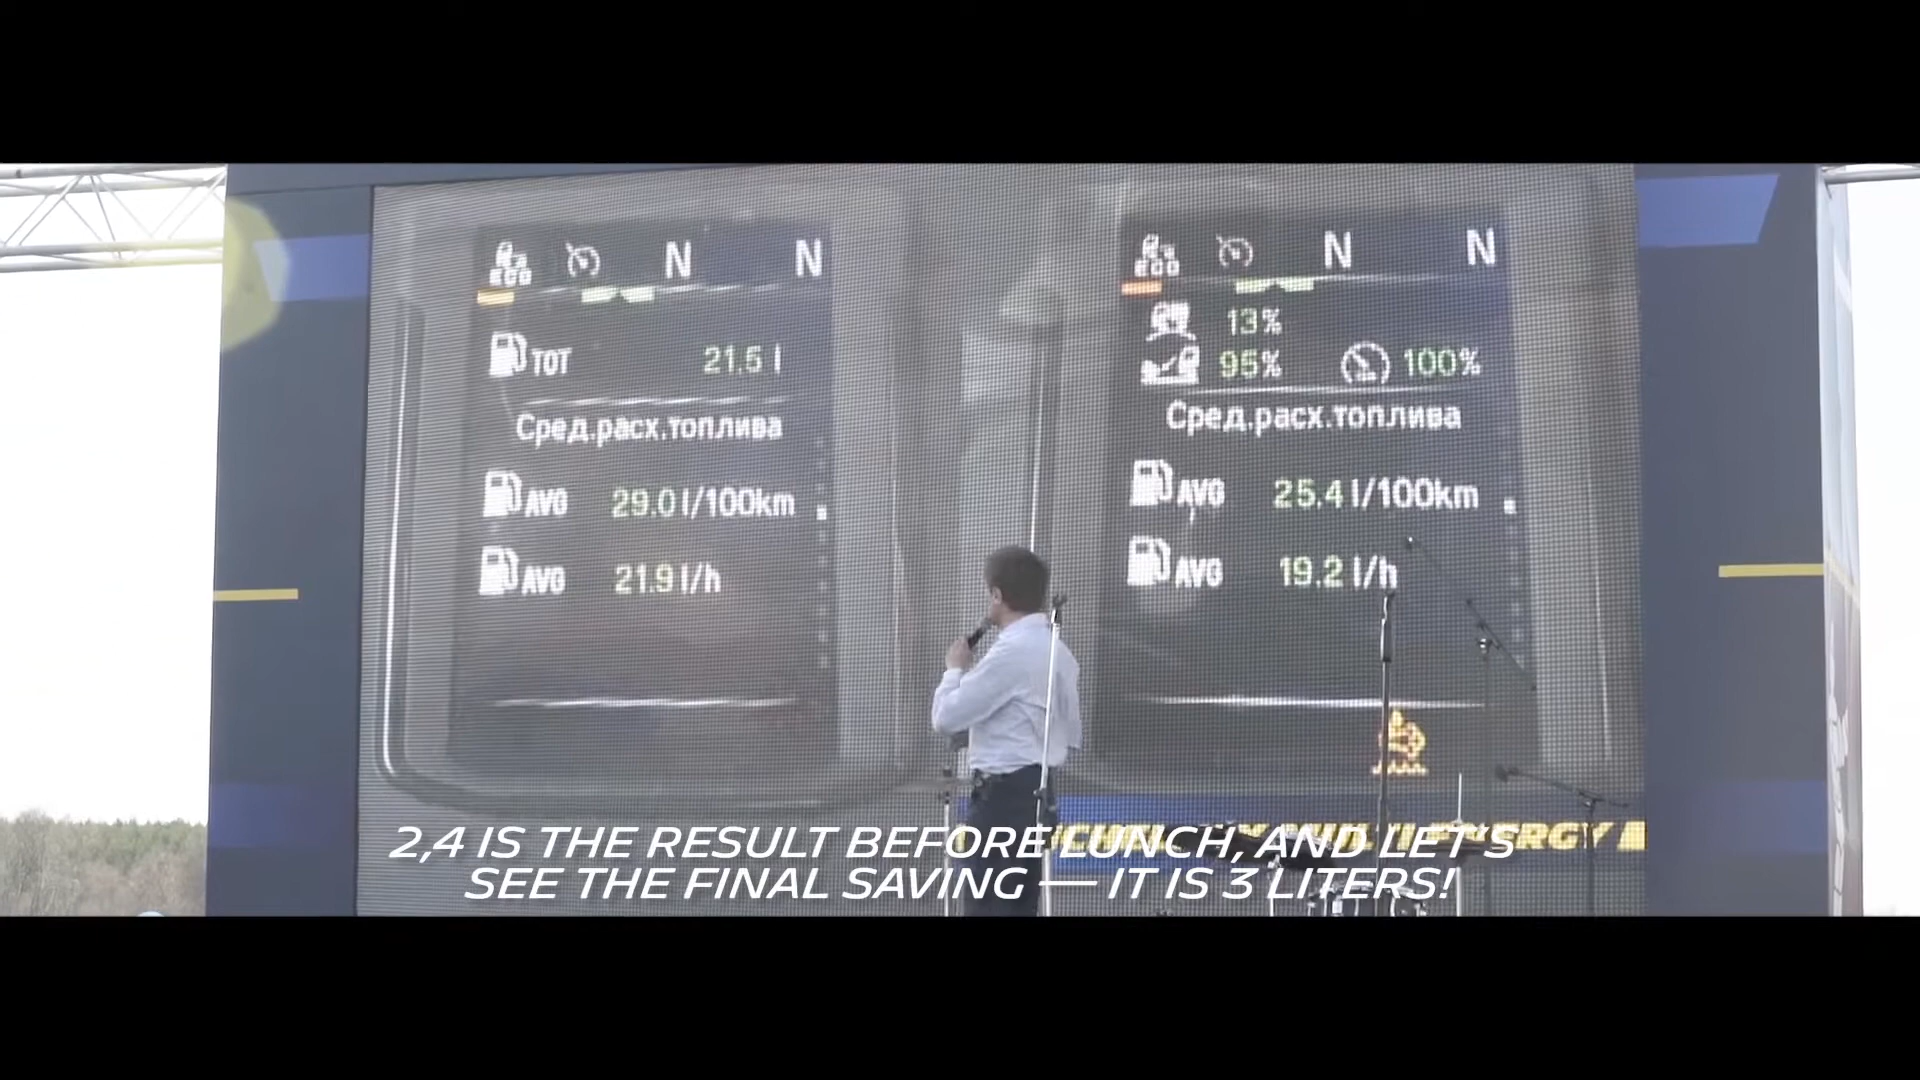 ECO N N
TOT 21.5 l
Сред.расх.топлива
AVG 29.0 l/100km
AVG 21.9 l/h
ECO N N
13%
95% 100%
Сред.расх.топлива
AVG 25.4 l/100km
AVG 19.2 l/h
2,4 IS THE RESULT BEFORE LUNCH, AND LET'S
SEE THE FINAL SAVING — IT IS 3 LITERS!